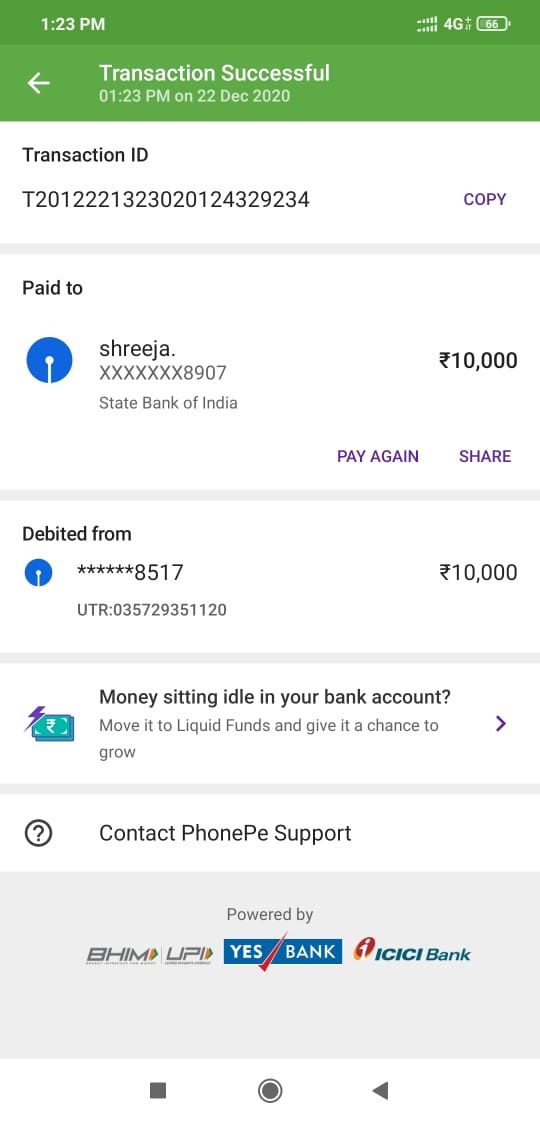 1:23 PM
4G+ 66
Transaction Successful
01:23 PM on 22 Dec 2020
Transaction ID
T2012221323020124329234
COPY
Paid to
shreeja.
₹10,000
XXXXXXX8907
State Bank of India
PAY AGAIN
SHARE
Debited from
******8517
₹10,000
UTR:035729351120
Money sitting idle in your bank account?
₹
Move it to Liquid Funds and give it a chance to
grow
?
Contact PhonePe Support
Powered by
BHIM UPI YES BANK ICICI Bank